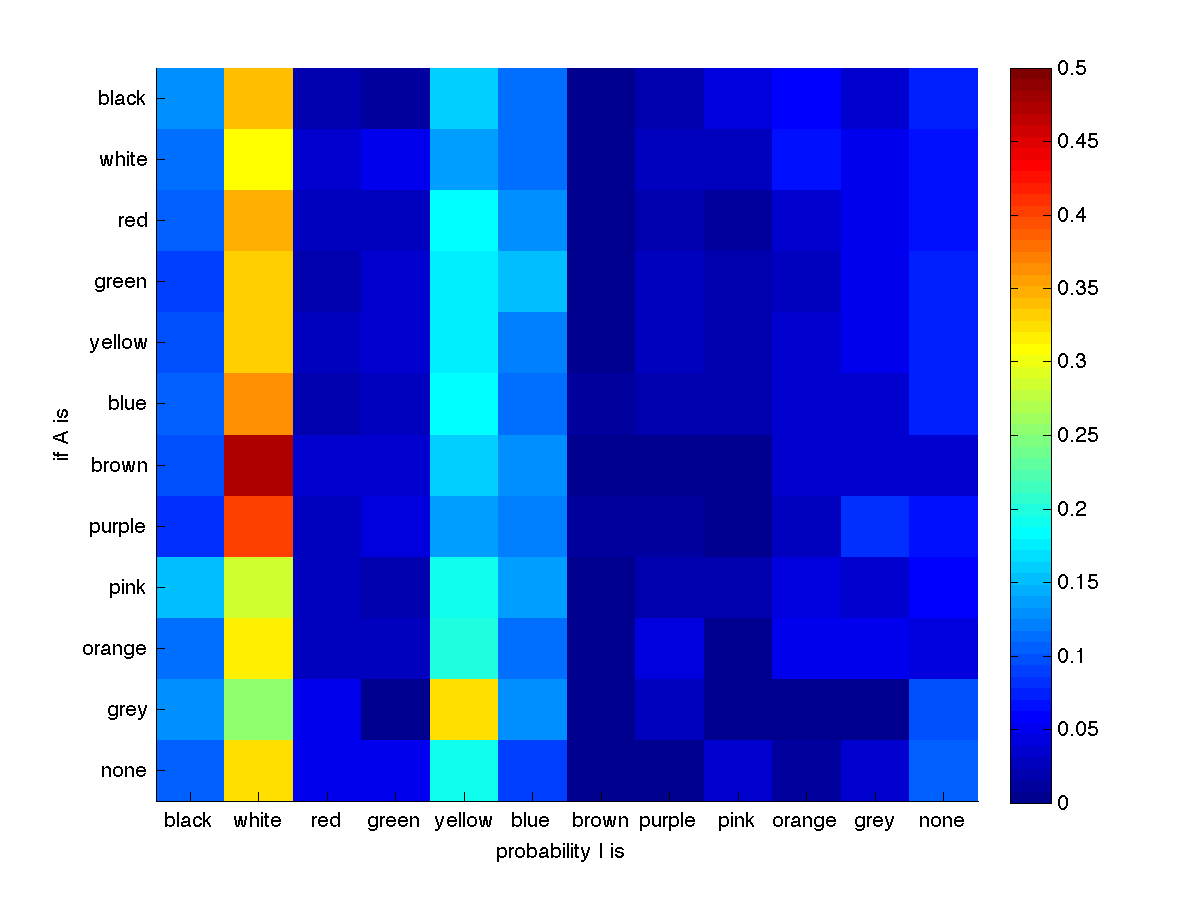 black
white
red
green
yellow
blue
brown
purple
pink
orange
grey
none
if A is
black white red green yellow blue brown purple pink orange grey none
probability I is
0.5
0.45
0.4
0.35
0.3
0.25
0.2
0.15
0.1
0.05
0